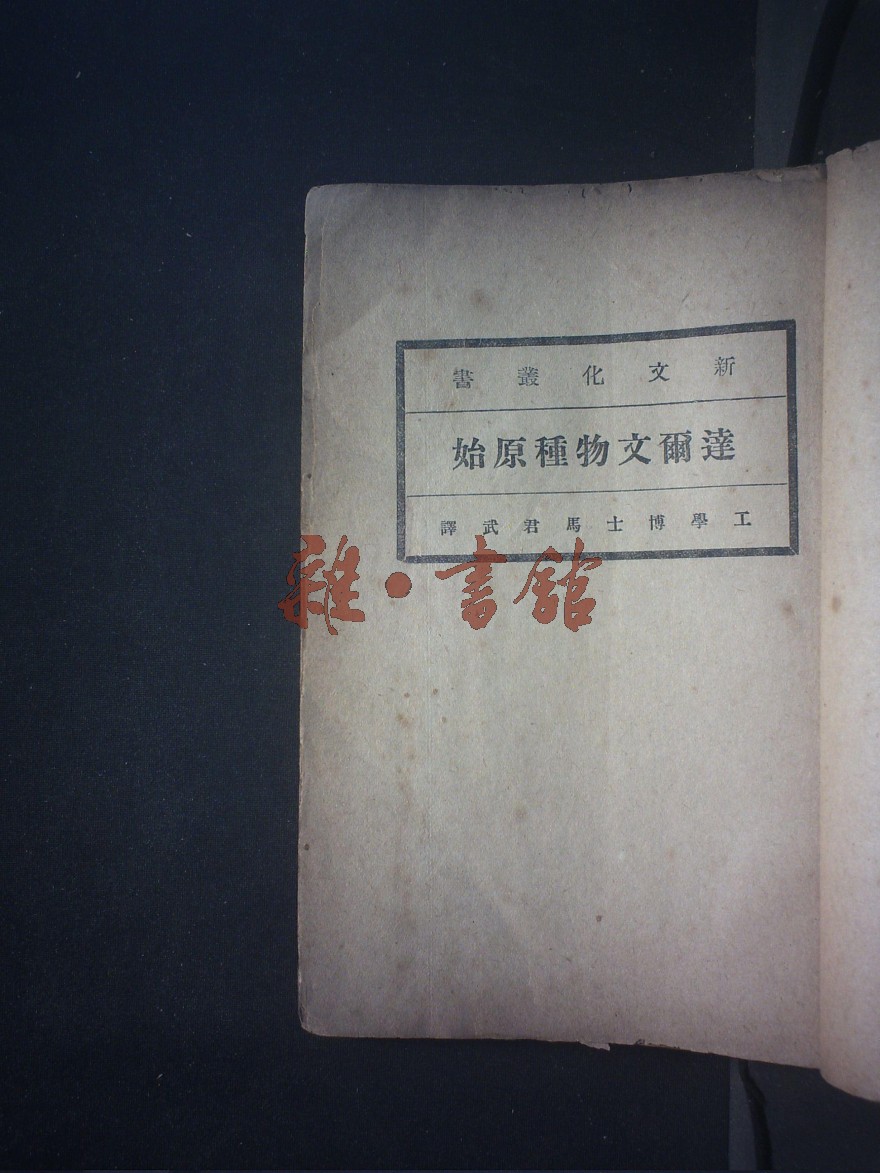 新文化叢書
達爾文物種原始
工學博士馬君武譯
雜·書館